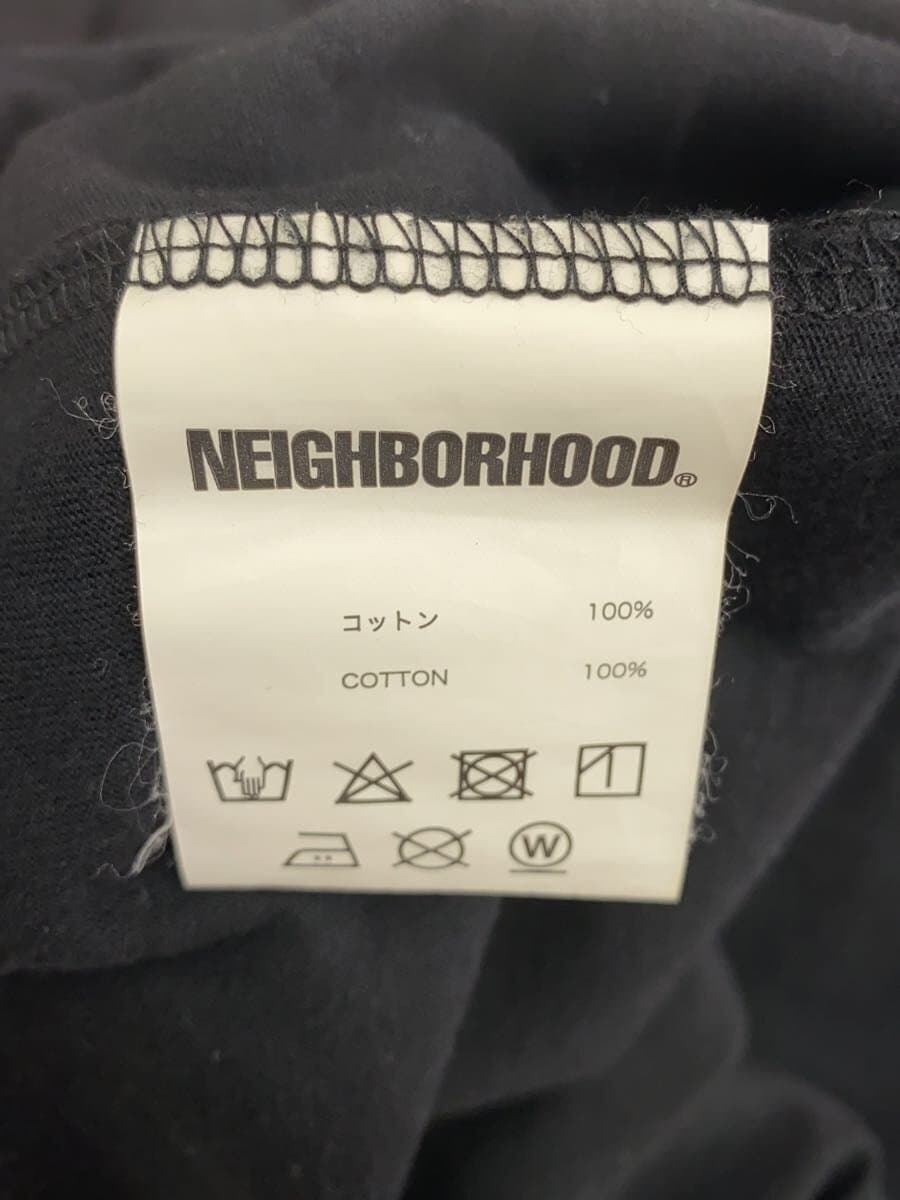 NEIGHBORHOOD®
コットン 100%
COTTON 100%
W